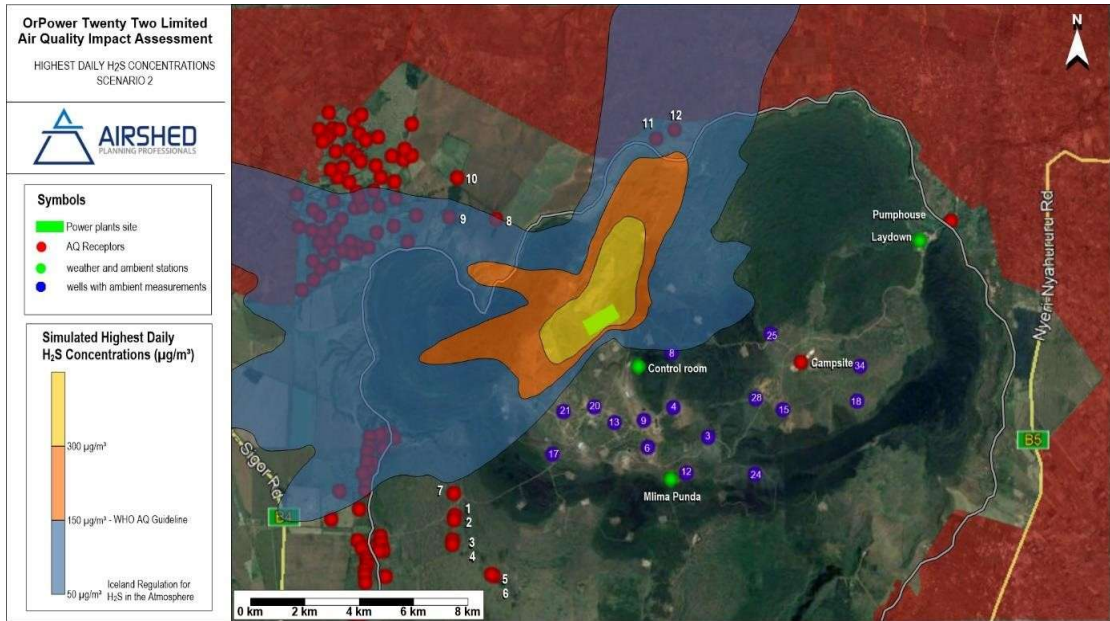 OrPower Twenty Two Limited
Air Quality Impact Assessment
HIGHEST DAILY H2S CONCENTRATIONS
SCENARIO 2
AIRSHED
PLANNING PROFESSIONALS
Symbols
Power plants site
AQ Receptors
weather and ambient stations
wells with ambient measurements
Simulated Highest Daily
H2S Concentrations (µg/m³)
300 µg/m³
150 µg/m³ - WHO AQ Guideline
50 µg/m³
Iceland Regulation for
H2S in the Atmosphere
N
12
11
10
9
8
Pumphouse
Laydown
Nyeri-Nyahururu Rd
25
8
Control room
Campsite
34
28
18
21
20
4
15
13
9
3
B5
6
17
Sigor Rd
12
24
Mlima Punda
7
1
2
B4
3
4
5
6
0 km 2 km 4 km 6 km 8 km